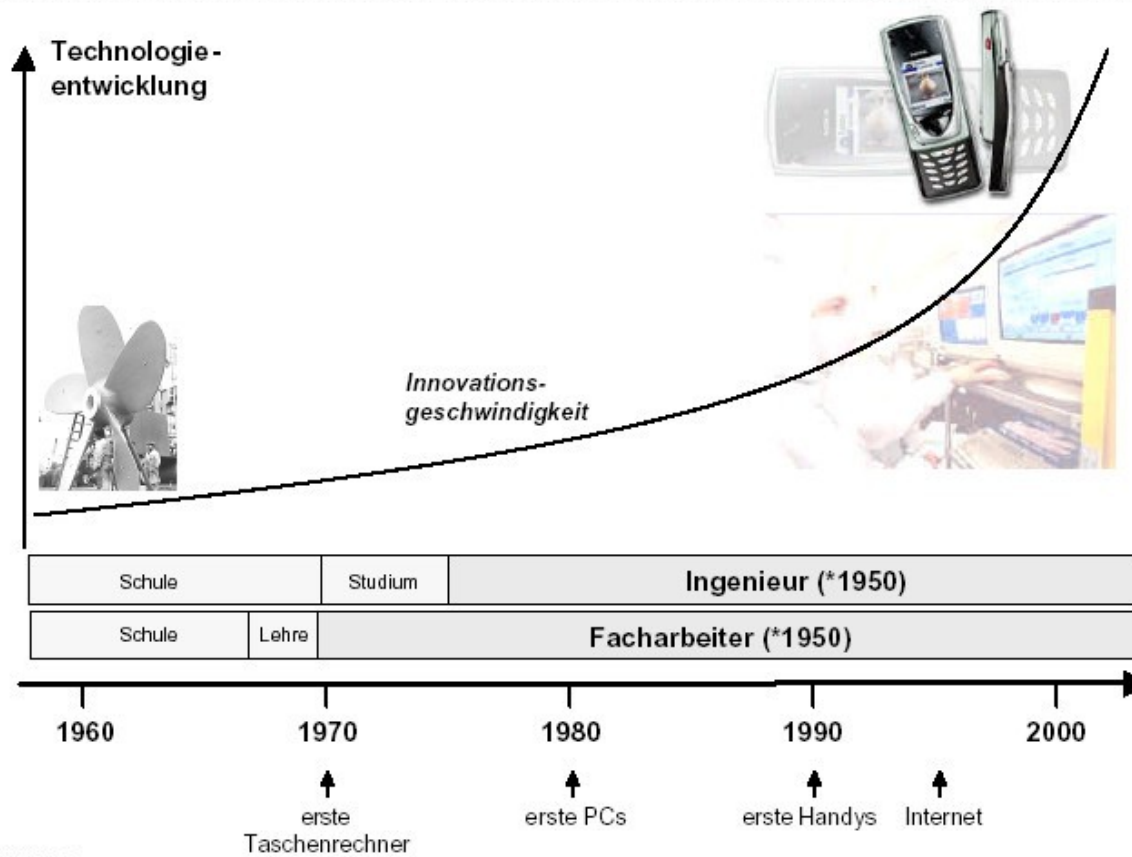 Technologie-
entwicklung
Innovations-
geschwindigkeit
Schule
Studium
Ingenieur (*1950)
Schule
Lehre
Facharbeiter (*1950)
1960
1970
1980
1990
2000
erste
Taschenrechner
erste PCs
erste Handys
Internet